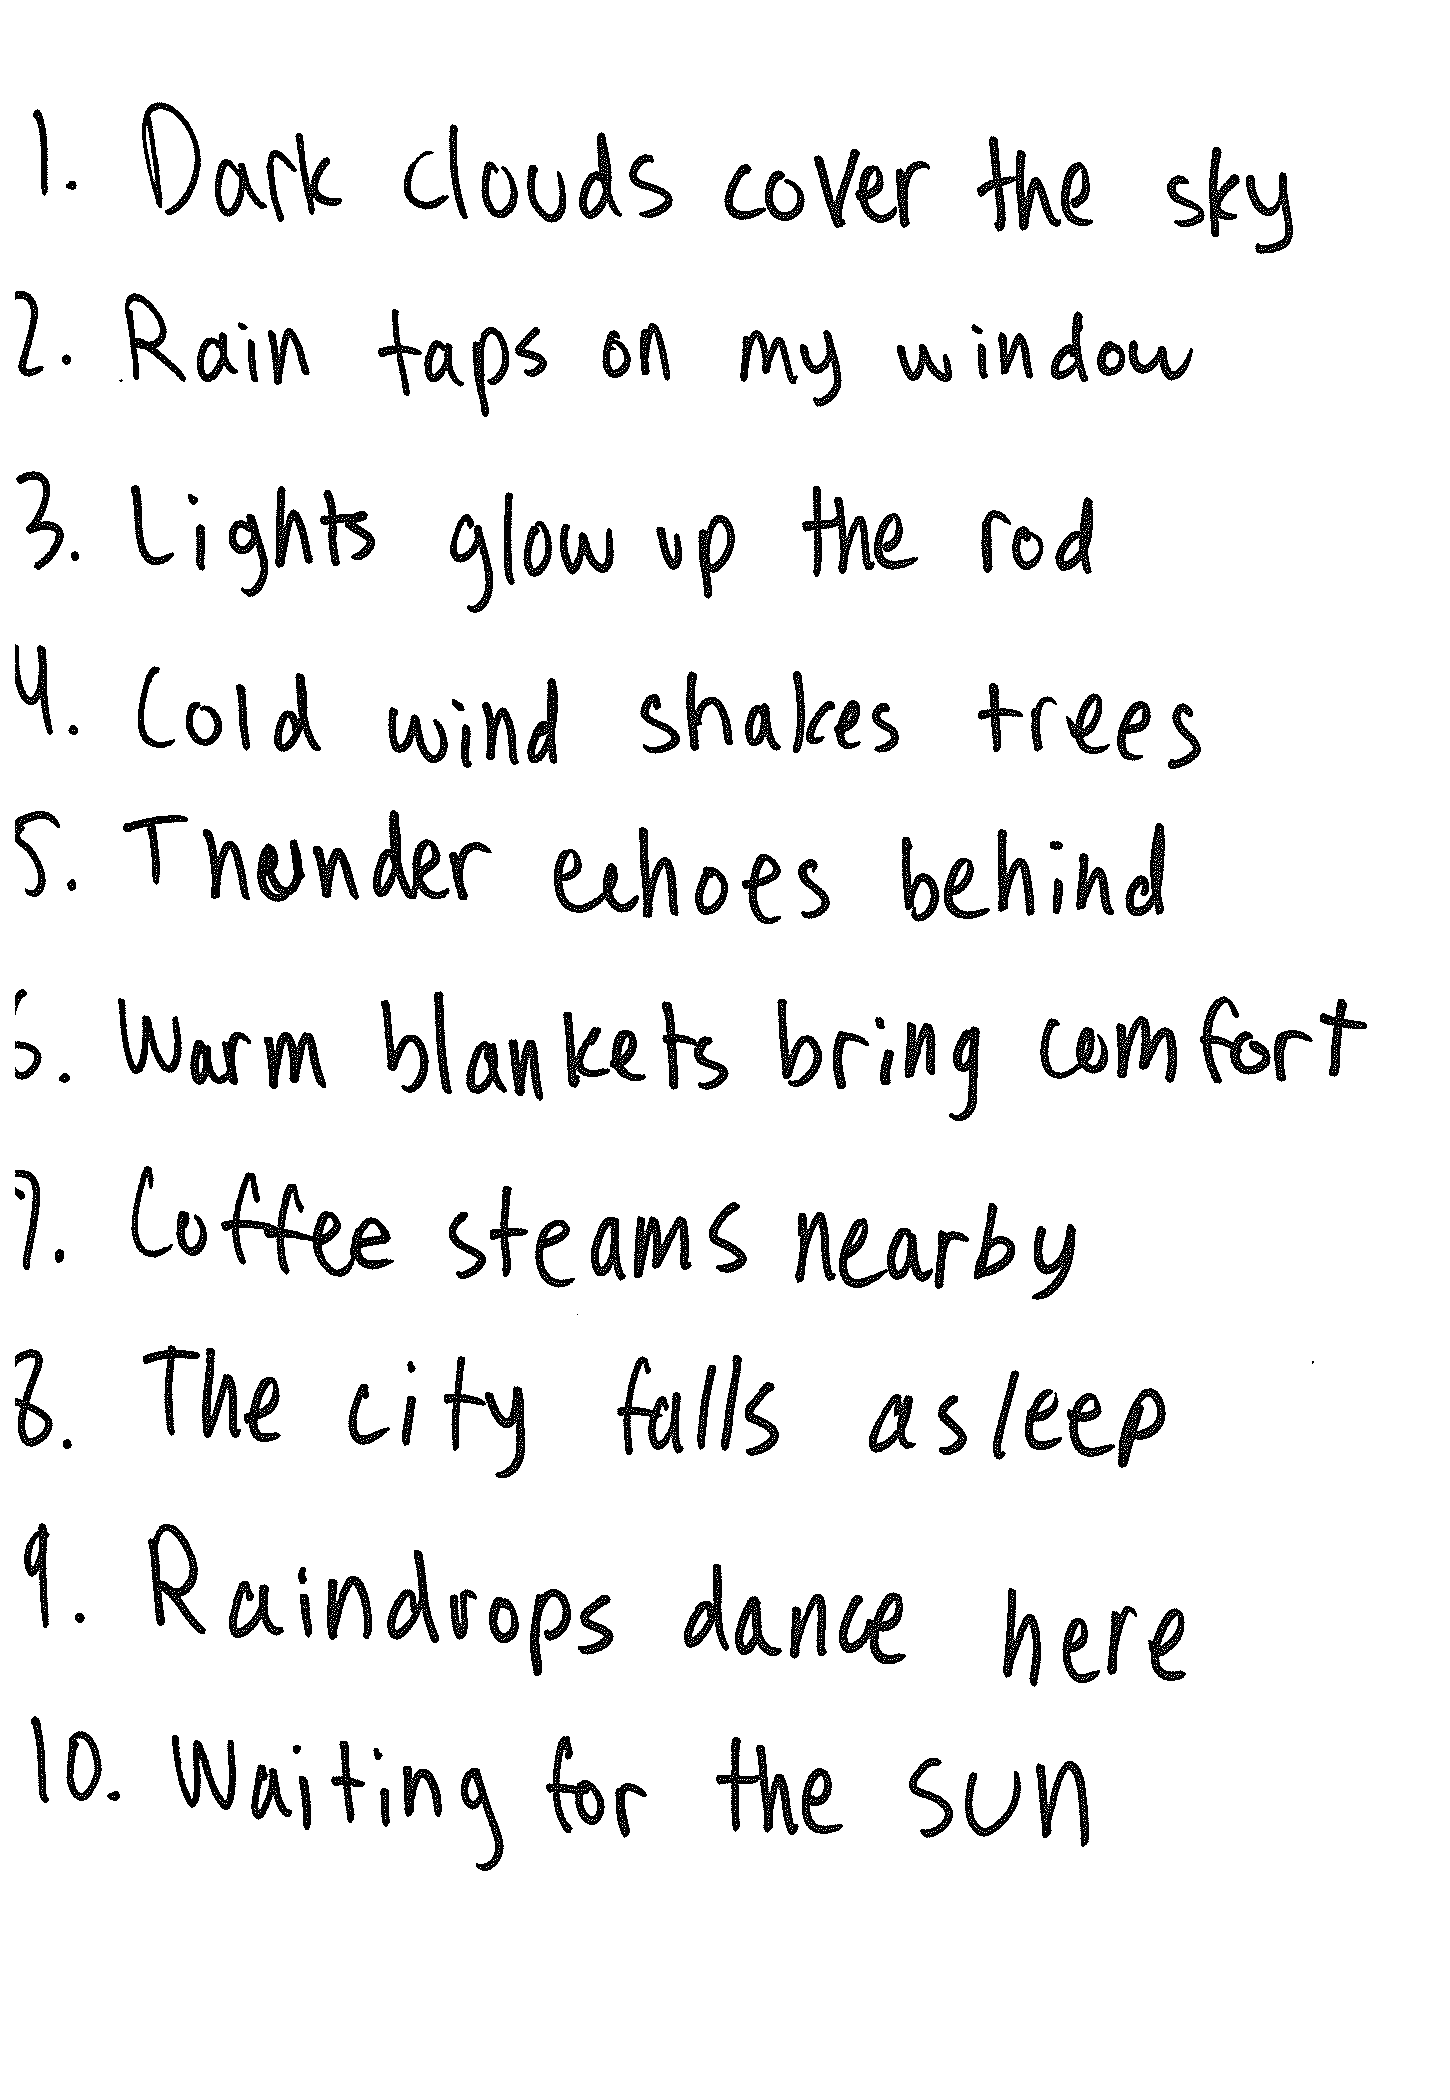 1. Dark clouds cover the sky
2. Rain taps on my window
3. Lights glow up the rod
4. Cold wind shakes trees
5. Thunder echoes behind
6. Warm blankets bring comfort
7. Coffee steams nearby
8. The city falls asleep
9. Raindrops dance here
10. Waiting for the sun